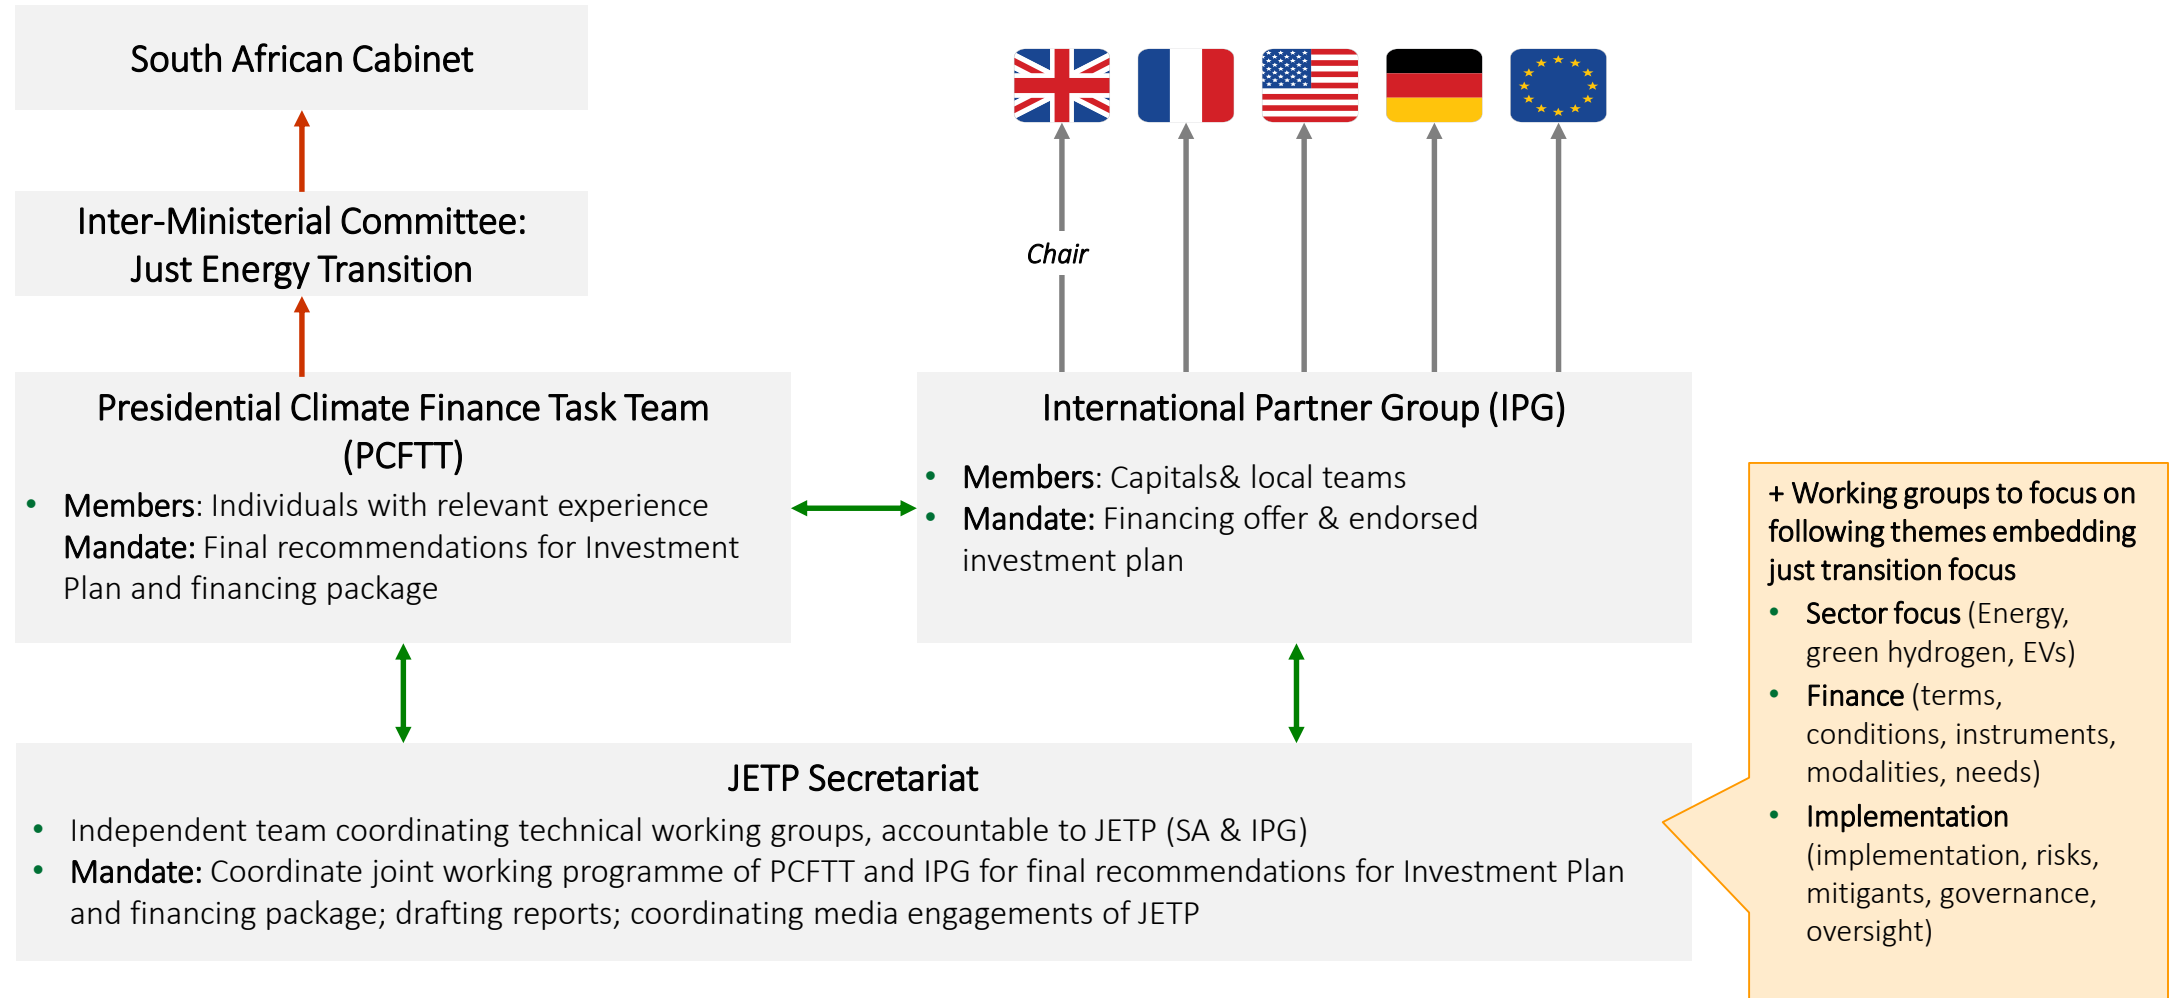 South African Cabinet
Inter-Ministerial Committee:
Just Energy Transition
Chair
Presidential Climate Finance Task Team
(PCFTT)
• Members: Individuals with relevant experience
Mandate: Final recommendations for Investment
Plan and financing package
International Partner Group (IPG)
• Members: Capitals& local teams
• Mandate: Financing offer & endorsed
investment plan
JETP Secretariat
• Independent team coordinating technical working groups, accountable to JETP (SA & IPG)
• Mandate: Coordinate joint working programme of PCFTT and IPG for final recommendations for Investment Plan
and financing package; drafting reports; coordinating media engagements of JETP
+ Working groups to focus on
following themes embedding
just transition focus
• Sector focus (Energy,
green hydrogen, EVs)
• Finance (terms,
conditions, instruments,
modalities, needs)
• Implementation
(implementation, risks,
mitigants, governance,
oversight)